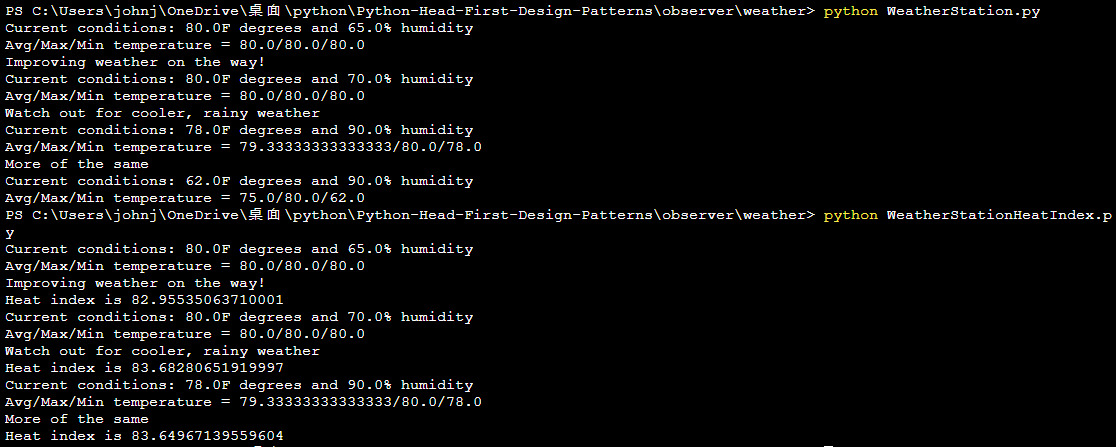 PS C:\Users\johnj\OneDrive\桌面\python\Python-Head-First-Design-Patterns\observer\weather> python WeatherStation.py
Current conditions: 80.0F degrees and 65.0% humidity
Avg/Max/Min temperature = 80.0/80.0/80.0
Improving weather on the way!
Current conditions: 80.0F degrees and 70.0% humidity
Avg/Max/Min temperature = 80.0/80.0/80.0
Watch out for cooler, rainy weather
Current conditions: 78.0F degrees and 90.0% humidity
Avg/Max/Min temperature = 79.33333333333333/80.0/78.0
More of the same
Current conditions: 62.0F degrees and 90.0% humidity
Avg/Max/Min temperature = 75.0/80.0/62.0
PS C:\Users\johnj\OneDrive\桌面\python\Python-Head-First-Design-Patterns\observer\weather> python WeatherStationHeatIndex.p
y
Current conditions: 80.0F degrees and 65.0% humidity
Avg/Max/Min temperature = 80.0/80.0/80.0
Improving weather on the way!
Heat index is 82.95535063710001
Current conditions: 80.0F degrees and 70.0% humidity
Avg/Max/Min temperature = 80.0/80.0/80.0
Watch out for cooler, rainy weather
Heat index is 83.68280651919997
Current conditions: 78.0F degrees and 90.0% humidity
Avg/Max/Min temperature = 79.33333333333333/80.0/78.0
More of the same
Heat index is 83.64967139559604